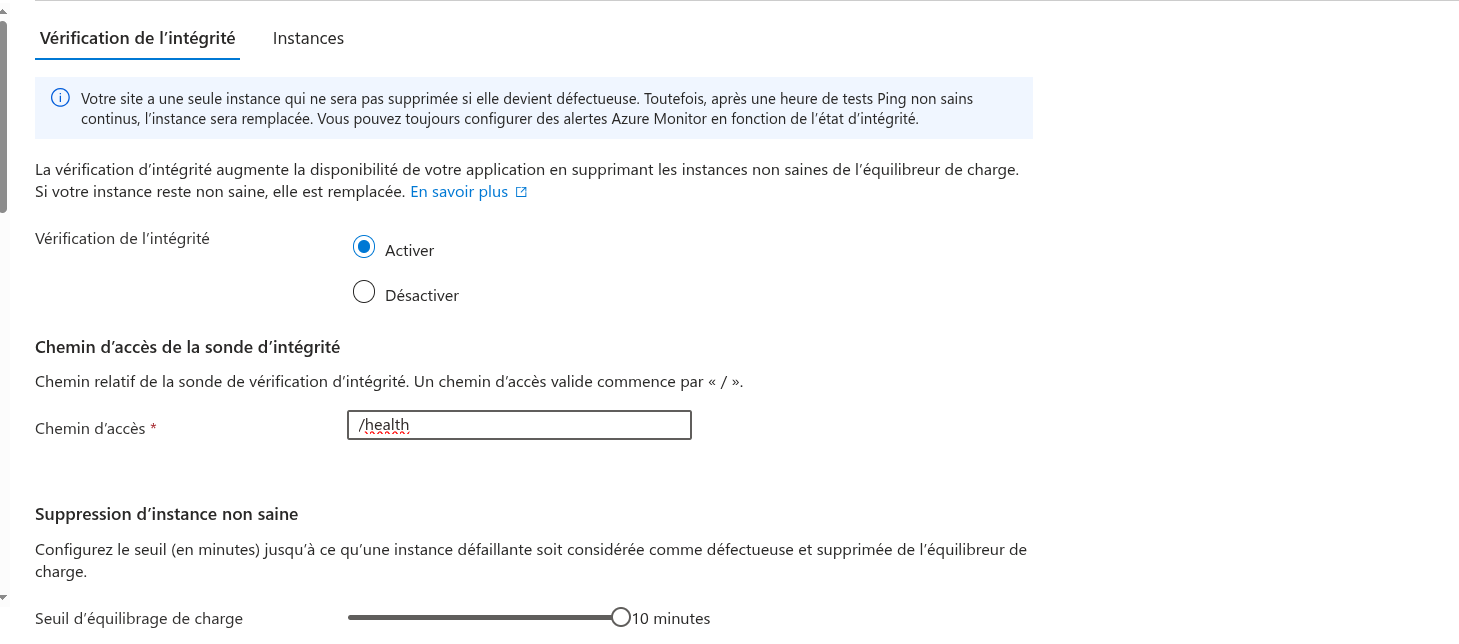 Vérification de l’intégrité Instances
Votre site a une seule instance qui ne sera pas supprimée si elle devient défectueuse. Toutefois, après une heure de tests Ping non sains
continus, l’instance sera remplacée. Vous pouvez toujours configurer des alertes Azure Monitor en fonction de l’état d’intégrité.
La vérification d’intégrité augmente la disponibilité de votre application en supprimant les instances non saines de l’équilibreur de charge.
Si votre instance reste non saine, elle est remplacée. En savoir plus
Vérification de l’intégrité
Activer
Désactiver
Chemin d’accès de la sonde d’intégrité
Chemin relatif de la sonde de vérification d’intégrité. Un chemin d’accès valide commence par « / ».
Chemin d’accès * /health
Suppression d’instance non saine
Configurez le seuil (en minutes) jusqu’à ce qu’une instance défaillante soit considérée comme défectueuse et supprimée de l’équilibreur de
charge.
Seuil d’équilibrage de charge 10 minutes